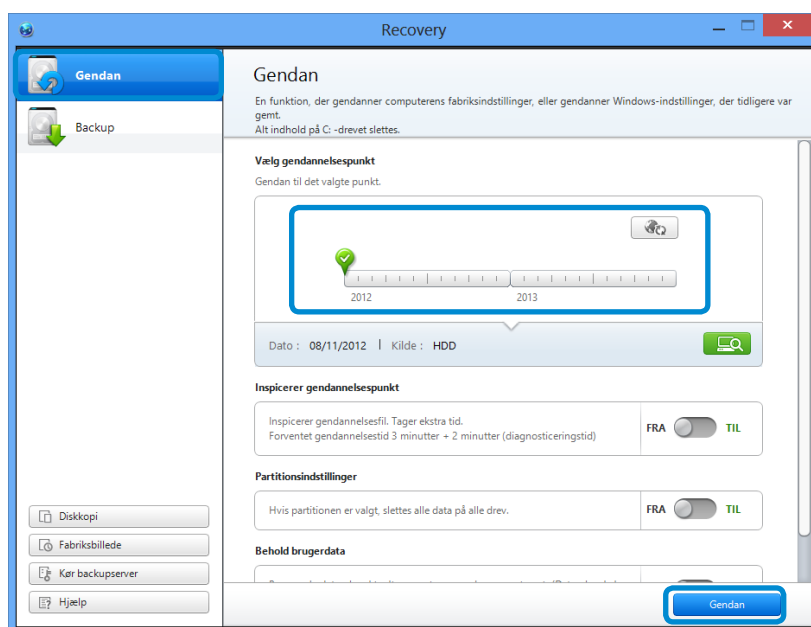 Recovery
Gendan
Backup
Gendan
En funktion, der gendanner computerens fabriksindstillinger, eller gendanner Windows-indstillinger, der tidligere var
gemt.
Alt indhold på C: -drevet slettes.
Vælg gendannelsespunkt
Gendan til det valgte punkt.
2012 2013
Dato : 08/11/2012 | Kilde : HDD
Inspicerer gendannelsespunkt
Inspicerer gendannelsesfil. Tager ekstra tid.
Forventet gendannelsestid 3 minutter + 2 minutter (diagnosticeringstid)
FRA TIL
Partitionsindstillinger
Hvis partitionen er valgt, slettes alle data på alle drev.
FRA TIL
Behold brugerdata
Diskkopi
Fabriksbillede
Kør backupserver
Hjælp
Gendan